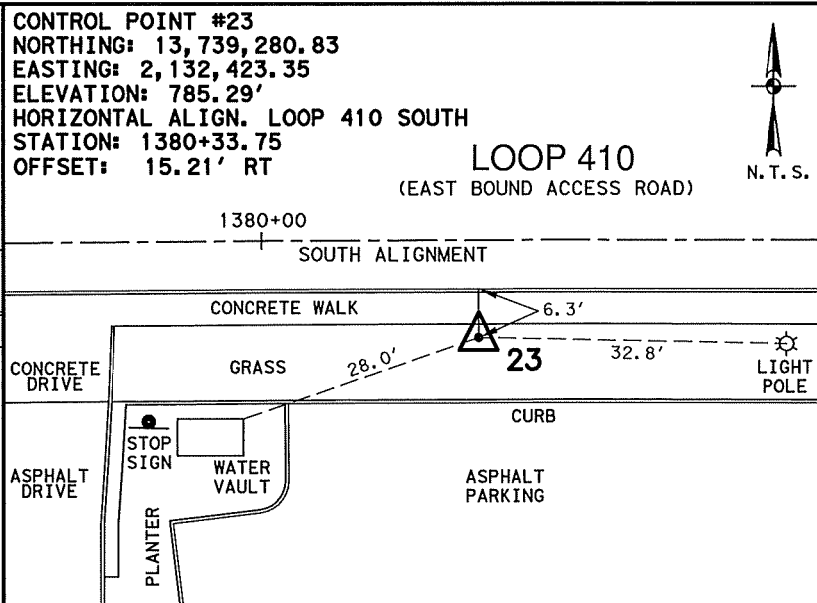 CONTROL POINT #23
NORTHING: 13,739,280.83
EASTING: 2,132,423.35
ELEVATION: 785.29'
HORIZONTAL ALIGN. LOOP 410 SOUTH
STATION: 1380+33.75
OFFSET: 15.21' RT
N.T.S.
LOOP 410
(EAST BOUND ACCESS ROAD)
1380+00
SOUTH ALIGNMENT
CONCRETE WALK
6.3'
23
28.0'
32.8'
CONCRETE
DRIVE
GRASS
LIGHT
POLE
CURB
STOP
SIGN
WATER
VAULT
ASPHALT
DRIVE
ASPHALT
PARKING
PLANTER